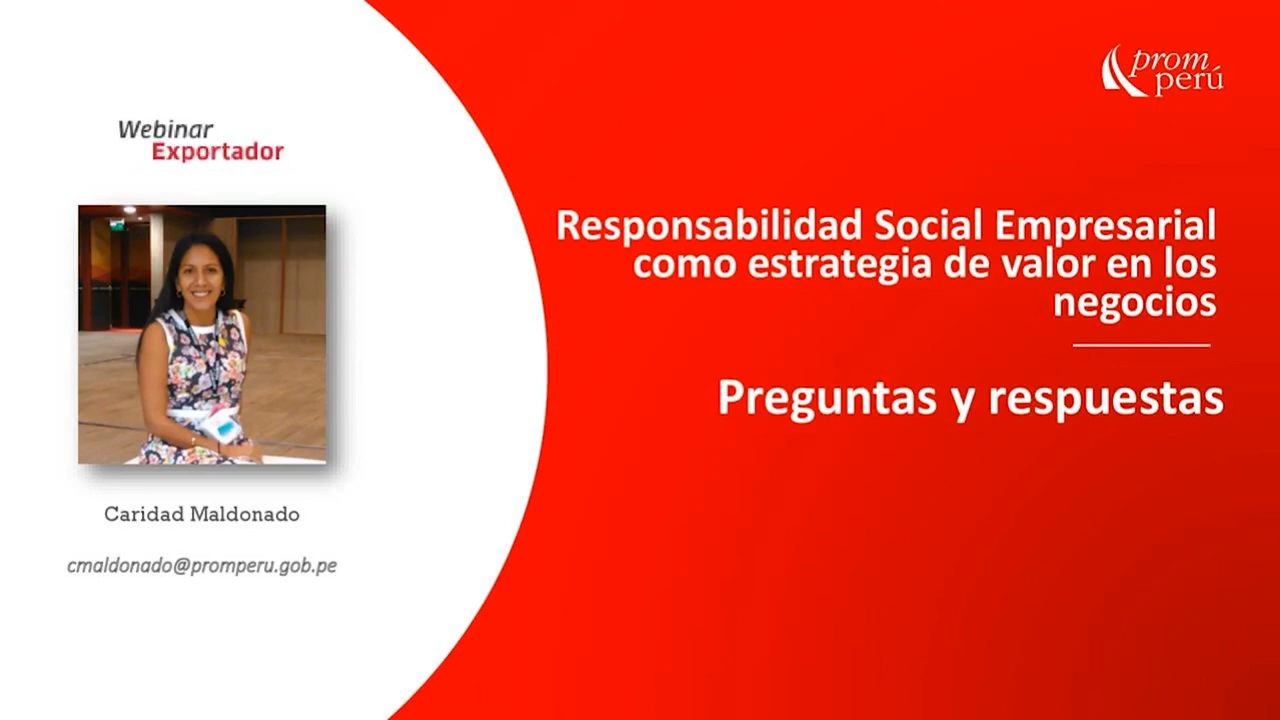 Webinar
Exportador
Caridad Maldonado
cmaldonado@promperu.gob.pe
prom
perú
Responsabilidad Social Empresarial
como estrategia de valor en los
negocios
Preguntas y respuestas